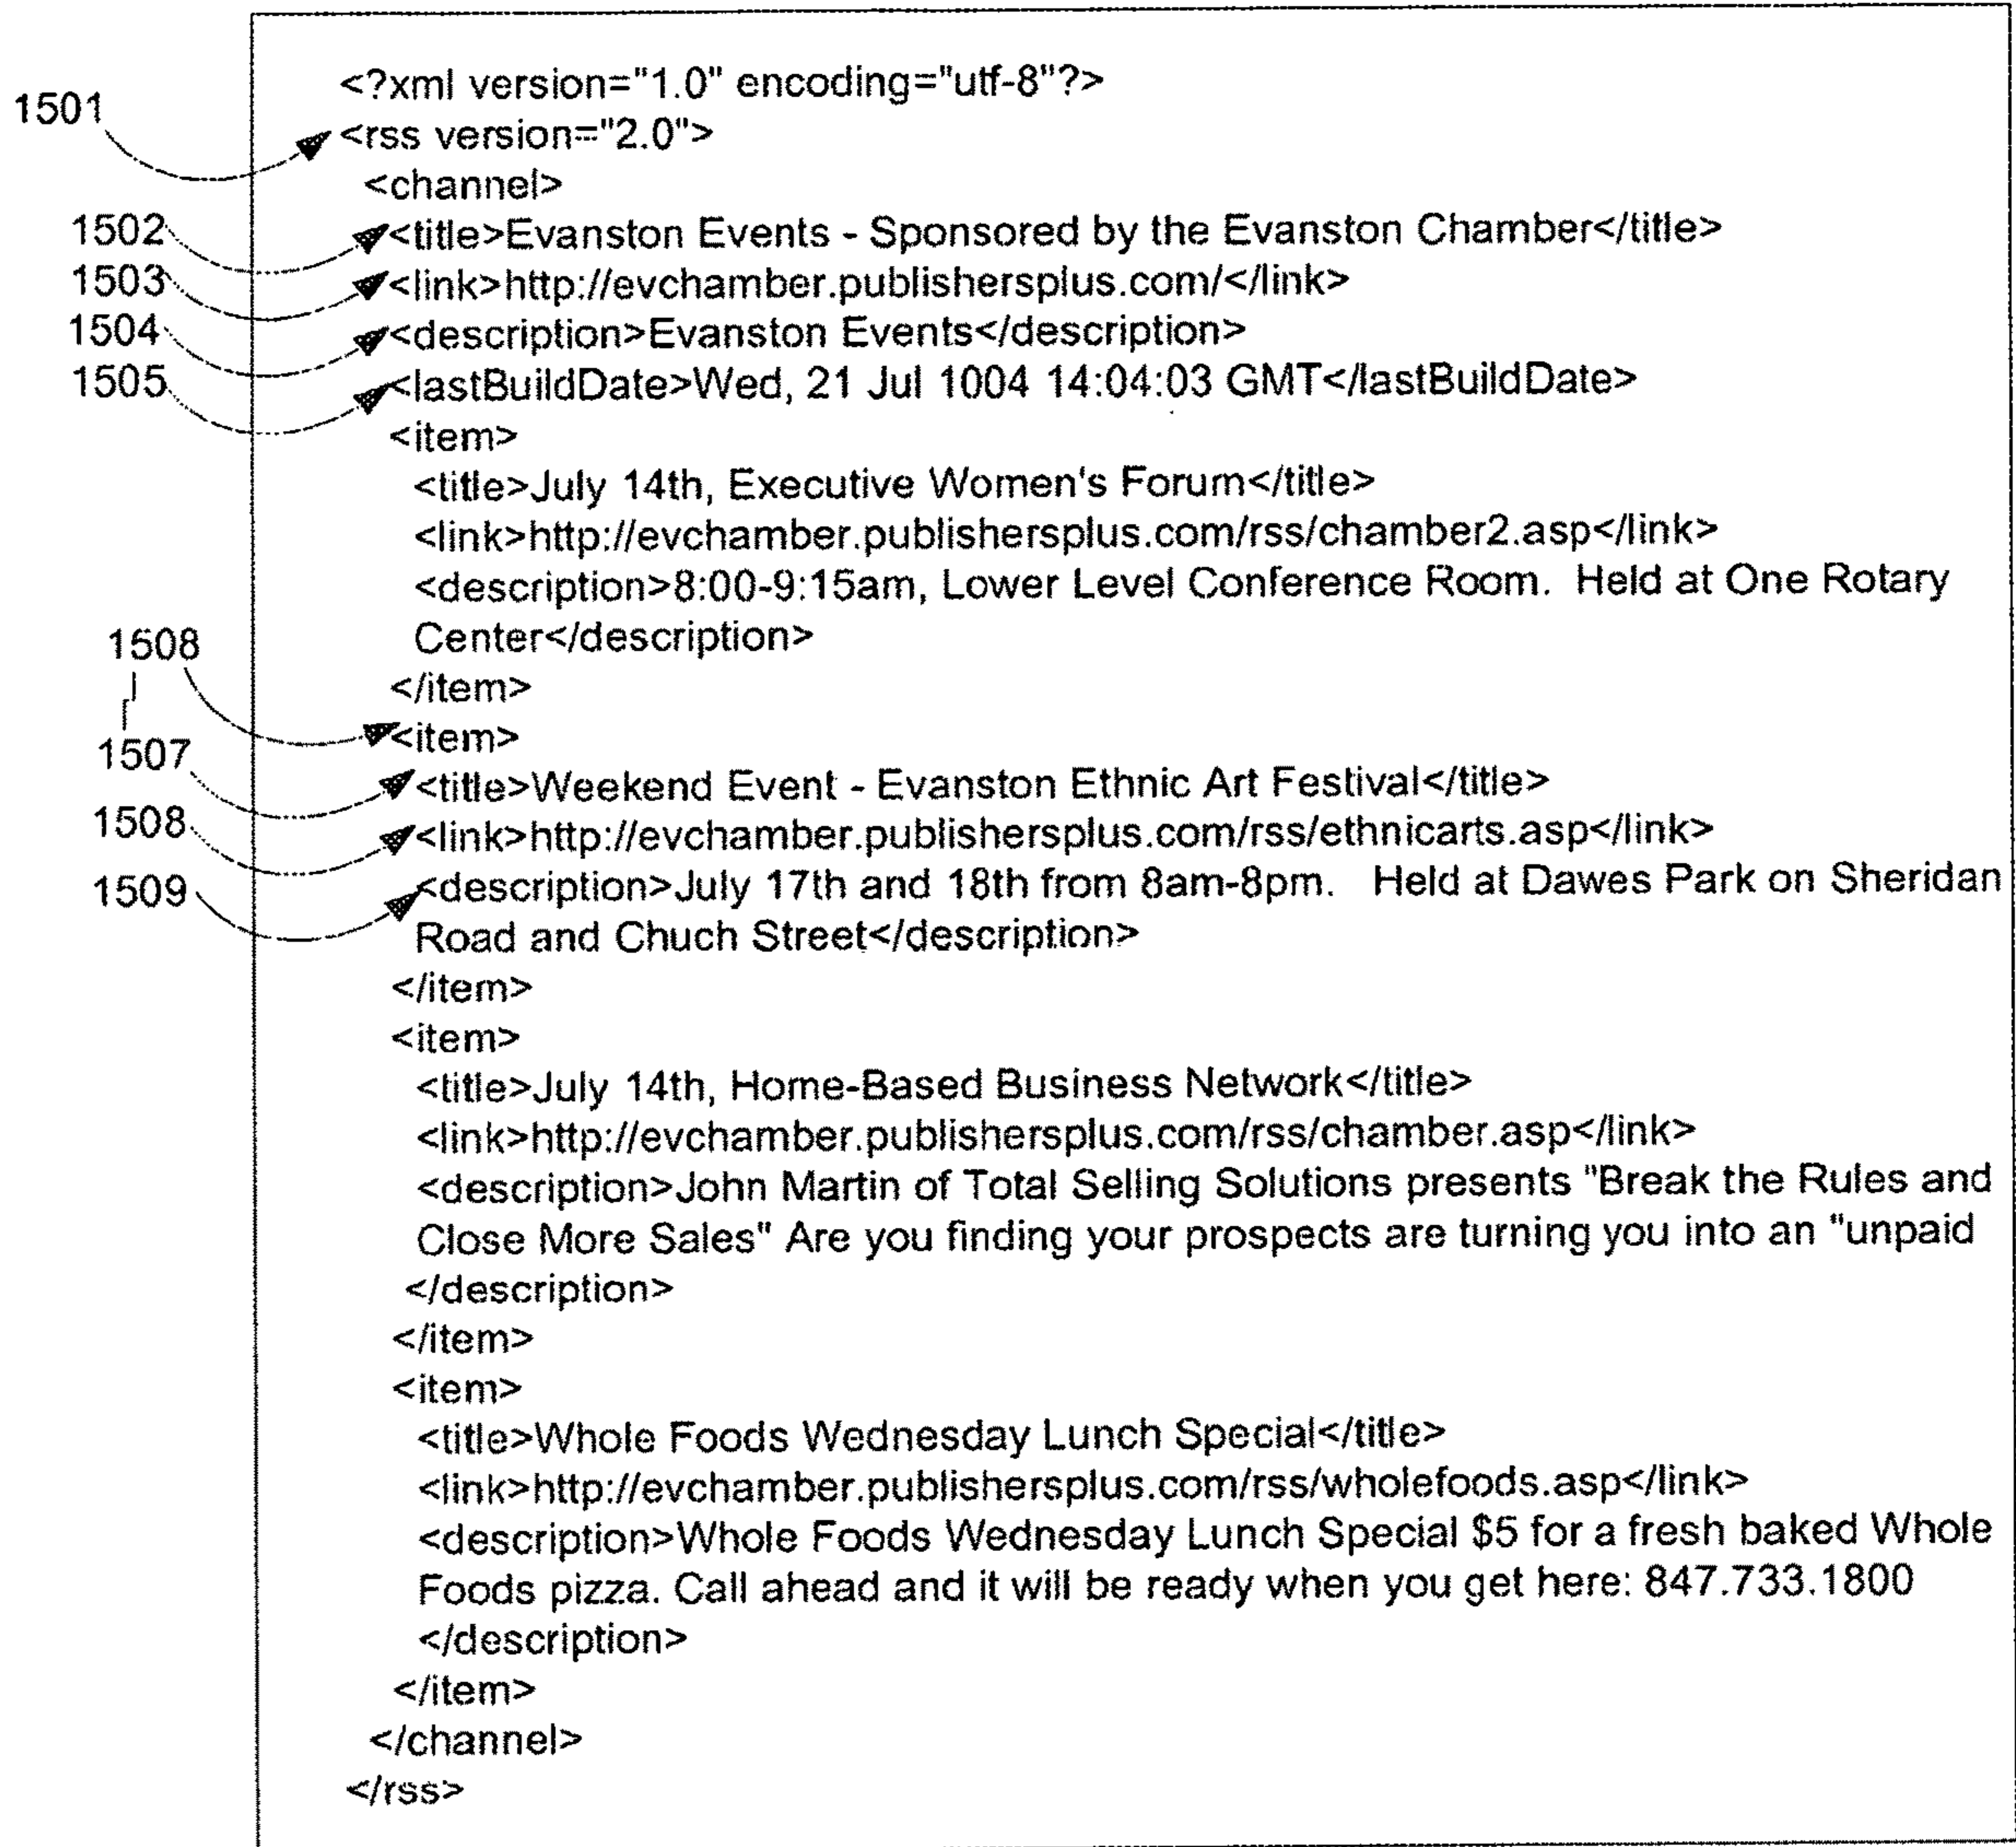 <?xml version="1.0" encoding="utf-8"?>
1501
<rss version="2.0">
<channel>
1502
<title>Evanston Events - Sponsored by the Evanston Chamber</title>
1503
<link>http://evchamber.publishersplus.com/</link>
1504
<description>Evanston Events</description>
1505
<lastBuildDate>Wed, 21 Jul 1004 14:04:03 GMT</lastBuildDate>
<item>
<title>July 14th, Executive Women's Forum</title>
<link>http://evchamber.publishersplus.com/rss/chamber2.asp</link>
<description>8:00-9:15am, Lower Level Conference Room.  Held at One Rotary
Center</description>
1508
</item>
<item>
1507
<title>Weekend Event - Evanston Ethnic Art Festival</title>
1508
<link>http://evchamber.publishersplus.com/rss/ethnicarts.asp</link>
1509
<description>July 17th and 18th from 8am-8pm.   Held at Dawes Park on Sheridan
Road and Chuch Street</description>
</item>
<item>
<title>July 14th, Home-Based Business Network</title>
<link>http://evchamber.publishersplus.com/rss/chamber.asp</link>
<description>John Martin of Total Selling Solutions presents "Break the Rules and
Close More Sales" Are you finding your prospects are turning you into an "unpaid
</description>
</item>
<item>
<title>Whole Foods Wednesday Lunch Special</title>
<link>http://evchamber.publishersplus.com/rss/wholefoods.asp</link>
<description>Whole Foods Wednesday Lunch Special $5 for a fresh baked Whole
Foods pizza. Call ahead and it will be ready when you get here: 847.733.1800
</description>
</item>
</channel>
</rss>